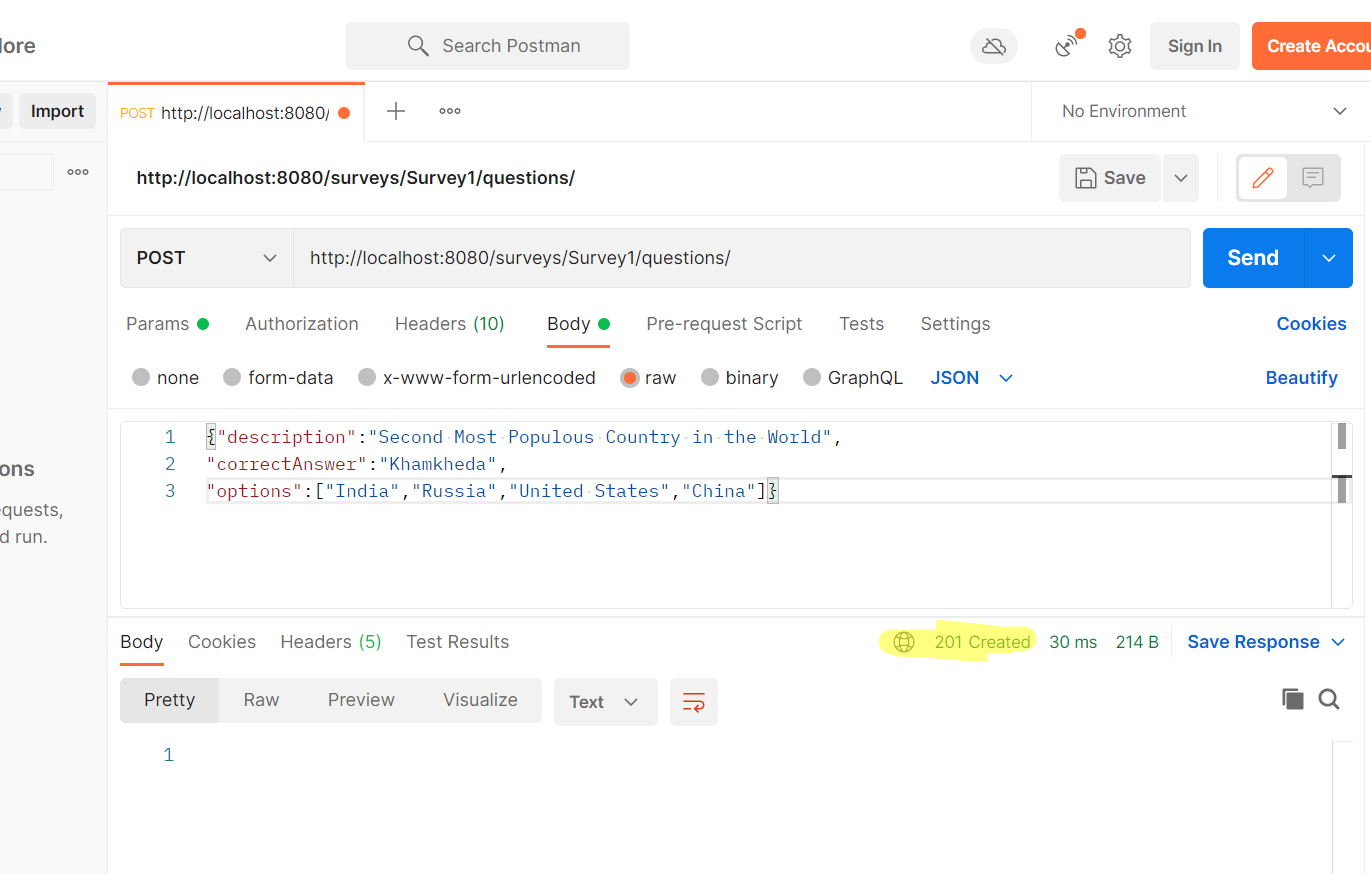 lore
Search Postman
Sign In
Create Accou
Import
POST http://localhost:8080/
No Environment
http://localhost:8080/surveys/Survey1/questions/
Save
POST
http://localhost:8080/surveys/Survey1/questions/
Send
Params
Authorization
Headers (10)
Body
Pre-request Script
Tests
Settings
Cookies
none
form-data
x-www-form-urlencoded
raw
binary
GraphQL
JSON
Beautify
1 {"description":"Second Most Populous Country in the World",
2 "correctAnswer":"Khamkheda",
3 "options":["India","Russia","United States","China"]}
ons
equests,
d run.
Body
Cookies
Headers (5)
Test Results
201 Created
30 ms
214 B
Save Response
Pretty
Raw
Preview
Visualize
Text
1